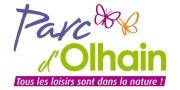 Parc
d'Olhain
Tous les loisirs sont dans la nature !